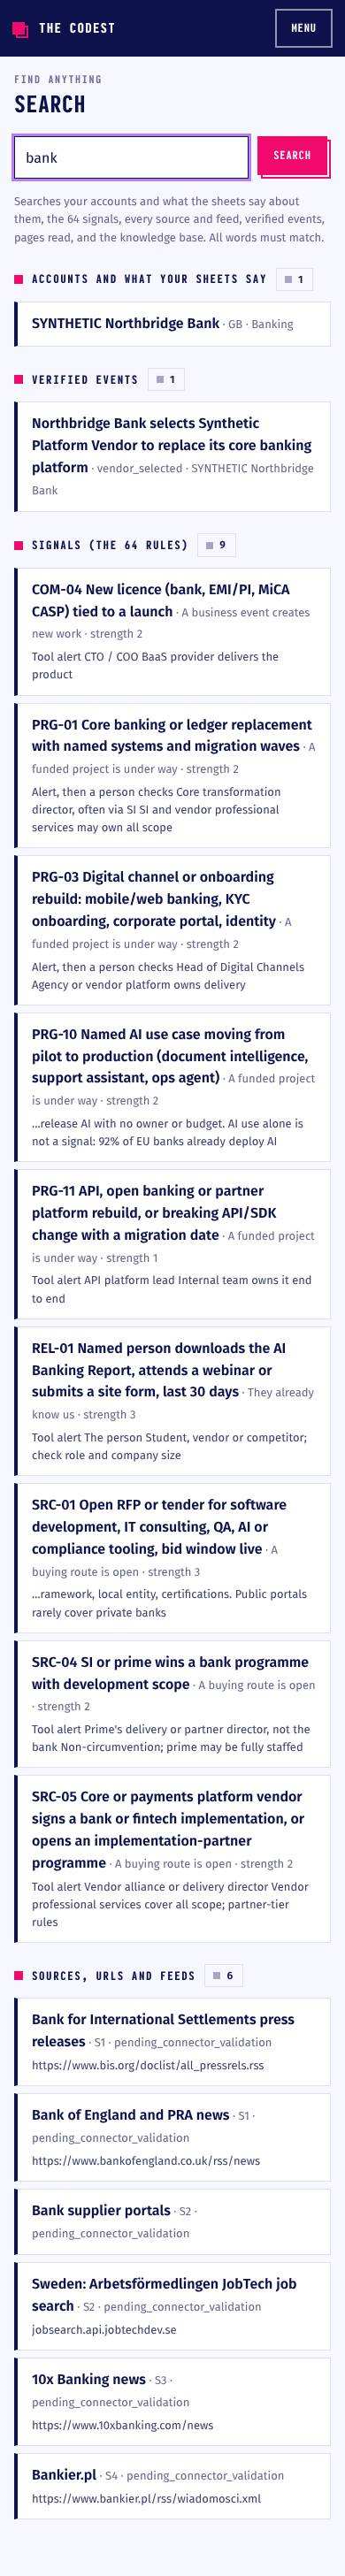 THE CODEST
MENU
FIND ANYTHING
SEARCH
bank
SEARCH
Searches your accounts and what the sheets say about
them, the 64 signals, every source and feed, verified events,
pages read, and the knowledge base. All words must match.
ACCOUNTS AND WHAT YOUR SHEETS SAY 1
SYNTHETIC Northbridge Bank · GB · Banking
VERIFIED EVENTS 1
Northbridge Bank selects Synthetic
Platform Vendor to replace its core banking
platform · vendor_selected · SYNTHETIC Northbridge
Bank
SIGNALS (THE 64 RULES) 9
COM-04 New licence (bank, EMI/PI, MiCA
CASP) tied to a launch · A business event creates
new work · strength 2
Tool alert CTO / COO BaaS provider delivers the
product
PRG-01 Core banking or ledger replacement
with named systems and migration waves · A
funded project is under way · strength 2
Alert, then a person checks Core transformation
director, often via SI SI and vendor professional
services may own all scope
PRG-03 Digital channel or onboarding
rebuild: mobile/web banking, KYC
onboarding, corporate portal, identity · A
funded project is under way · strength 2
Alert, then a person checks Head of Digital Channels
Agency or vendor platform owns delivery
PRG-10 Named AI use case moving from
pilot to production (document intelligence,
support assistant, ops agent) · A funded project
is under way · strength 2
…release AI with no owner or budget. AI use alone is
not a signal: 92% of EU banks already deploy AI
PRG-11 API, open banking or partner
platform rebuild, or breaking API/SDK
change with a migration date · A funded project
is under way · strength 1
Tool alert API platform lead Internal team owns it end
to end
REL-01 Named person downloads the AI
Banking Report, attends a webinar or
submits a site form, last 30 days · They already
know us · strength 3
Tool alert The person Student, vendor or competitor;
check role and company size
SRC-01 Open RFP or tender for software
development, IT consulting, QA, AI or
compliance tooling, bid window live · A
buying route is open · strength 3
…ramework, local entity, certifications. Public portals
rarely cover private banks
SRC-04 SI or prime wins a bank programme
with development scope · A buying route is open
· strength 2
Tool alert Prime's delivery or partner director, not the
bank Non-circumvention; prime may be fully staffed
SRC-05 Core or payments platform vendor
signs a bank or fintech implementation, or
opens an implementation-partner
programme · A buying route is open · strength 2
Tool alert Vendor alliance or delivery director Vendor
professional services cover all scope; partner-tier
rules
SOURCES, URLS AND FEEDS 6
Bank for International Settlements press
releases · S1 · pending_connector_validation
https://www.bis.org/doclist/all_pressrels.rss
Bank of England and PRA news · S1 ·
pending_connector_validation
https://www.bankofengland.co.uk/rss/news
Bank supplier portals · S2 ·
pending_connector_validation
Sweden: Arbetsförmedlingen JobTech job
search · S2 · pending_connector_validation
jobsearch.api.jobtechdev.se
10x Banking news · S3 ·
pending_connector_validation
https://www.10xbanking.com/news
Bankier.pl · S4 · pending_connector_validation
https://www.bankier.pl/rss/wiadomosci.xml